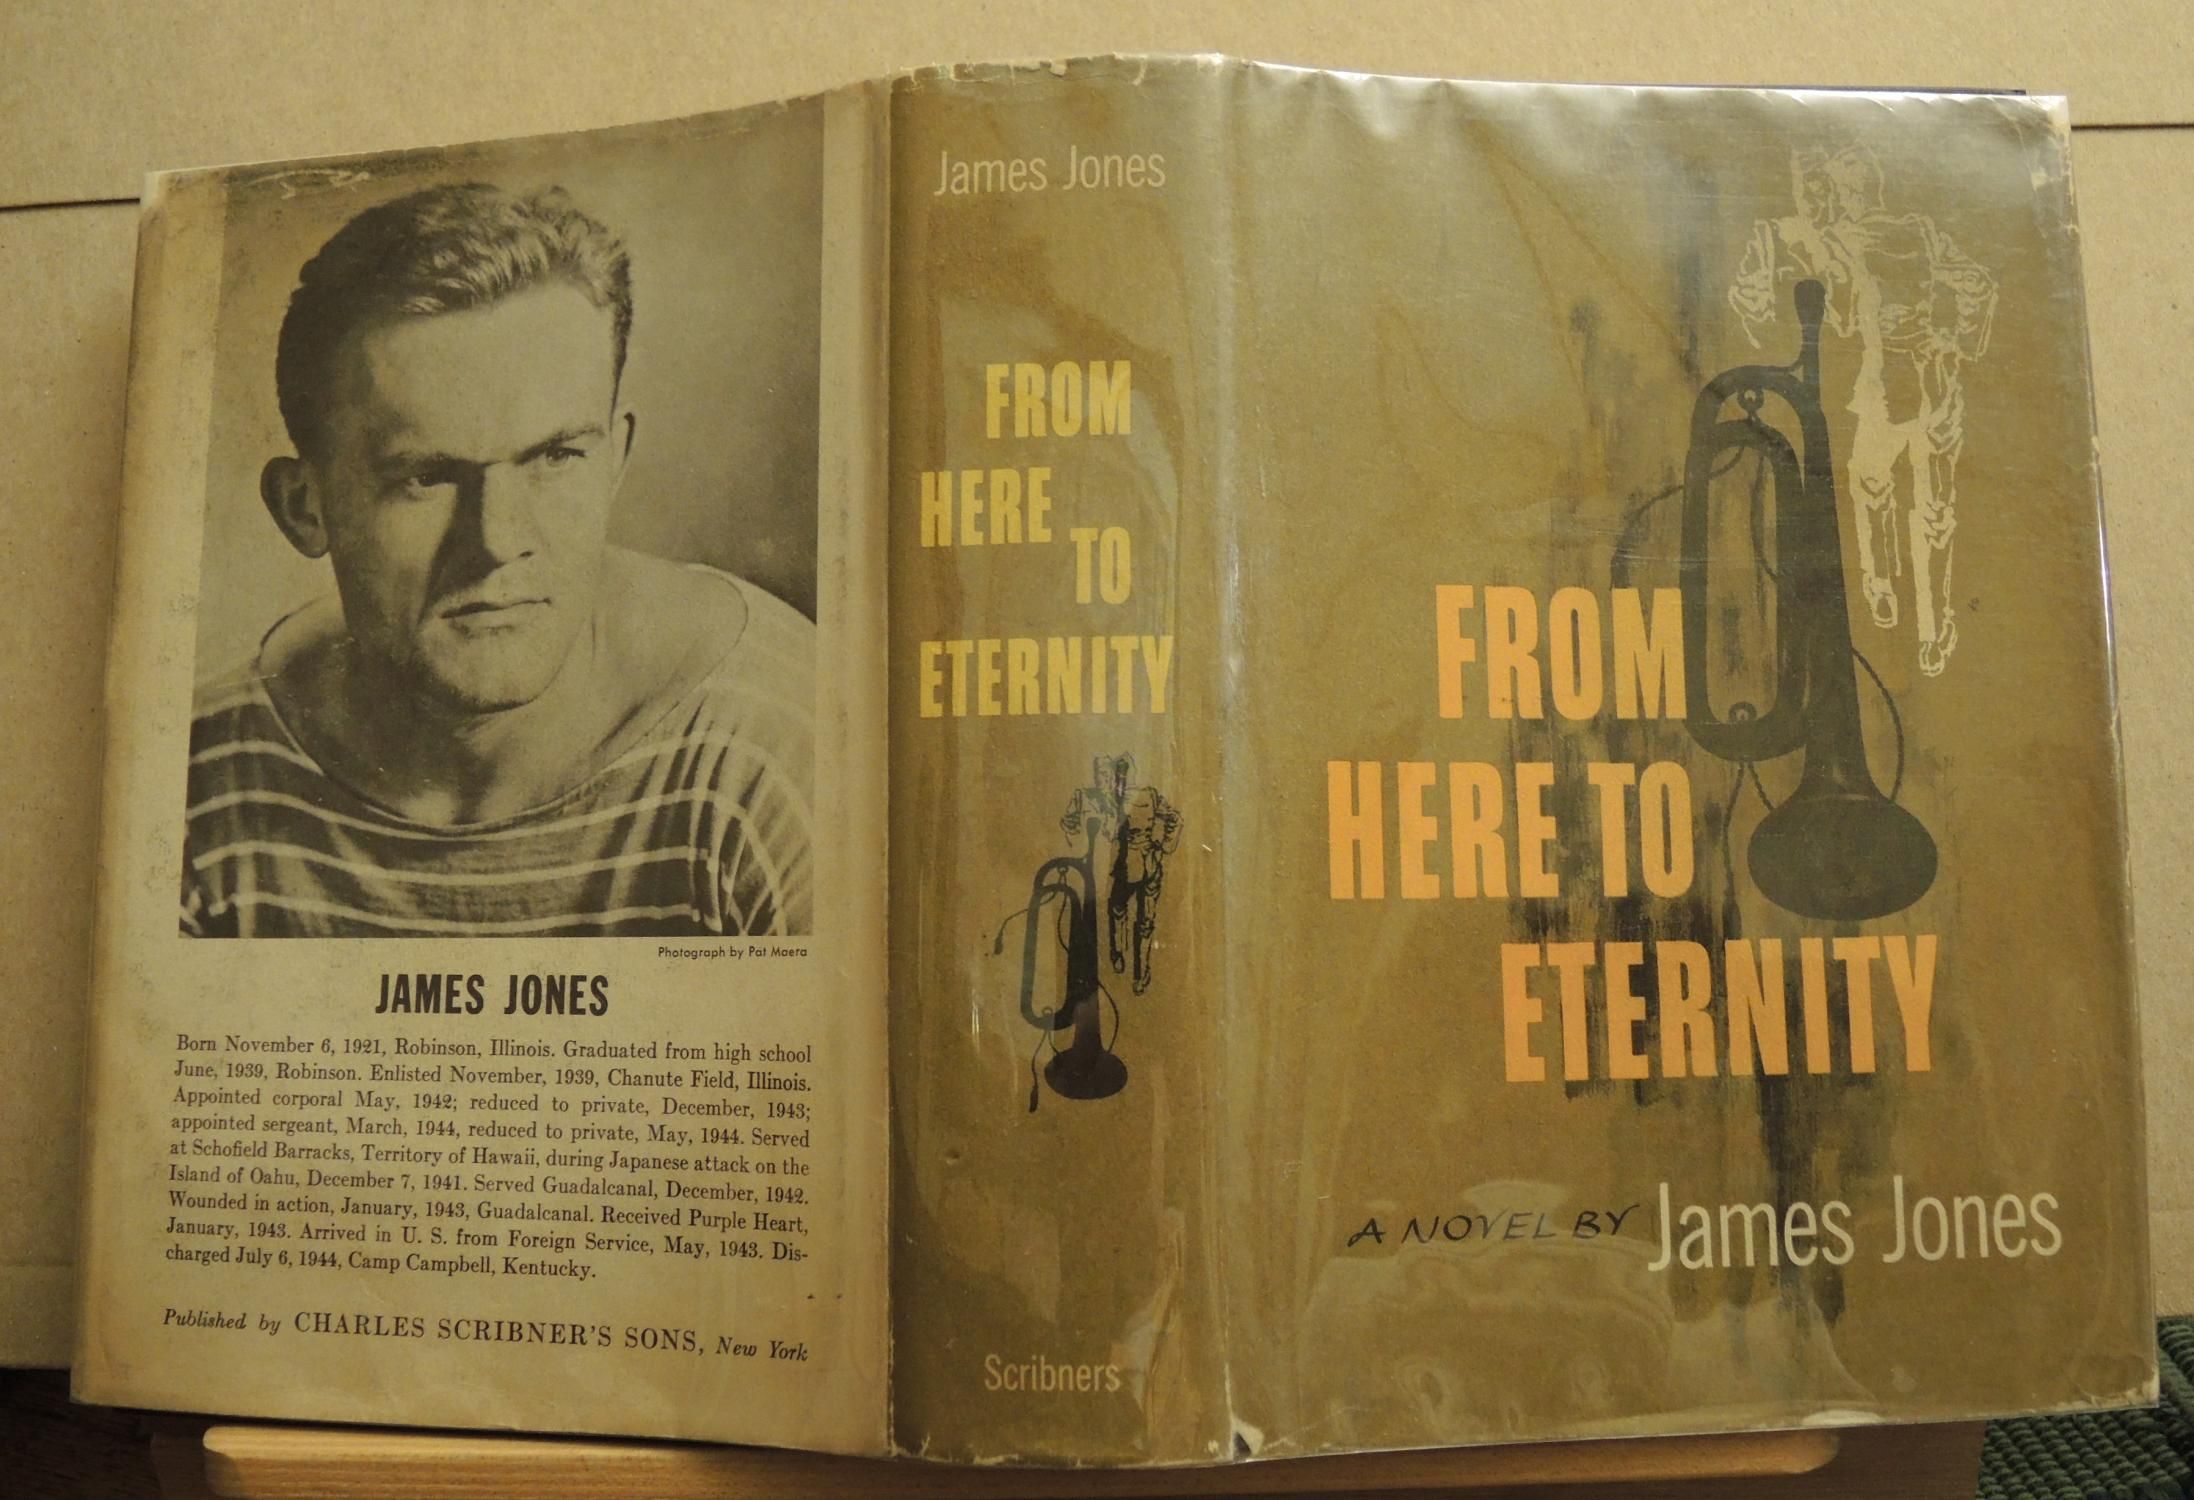 Photograph by Pat Maera
JAMES JONES
Born November 6, 1921, Robinson, Illinois. Graduated from high school
June, 1939, Robinson. Enlisted November, 1939, Chanute Field, Illinois.
Appointed corporal May, 1942; reduced to private, December, 1943;
appointed sergeant, March, 1944, reduced to private, May, 1944. Served
at Schofield Barracks, Territory of Hawaii, during Japanese attack on the
Island of Oahu, December 7, 1941. Served Guadalcanal, December, 1942.
Wounded in action, January, 1943, Guadalcanal. Received Purple Heart,
January, 1943. Arrived in U. S. from Foreign Service, May, 1943. Dis-
charged July 6, 1944, Camp Campbell, Kentucky.
Published by CHARLES SCRIBNER'S SONS, New York
James Jones
FROM
HERE
TO
ETERNITY
Scribners
FROM
HERE TO
ETERNITY
A NOVEL BY James Jones